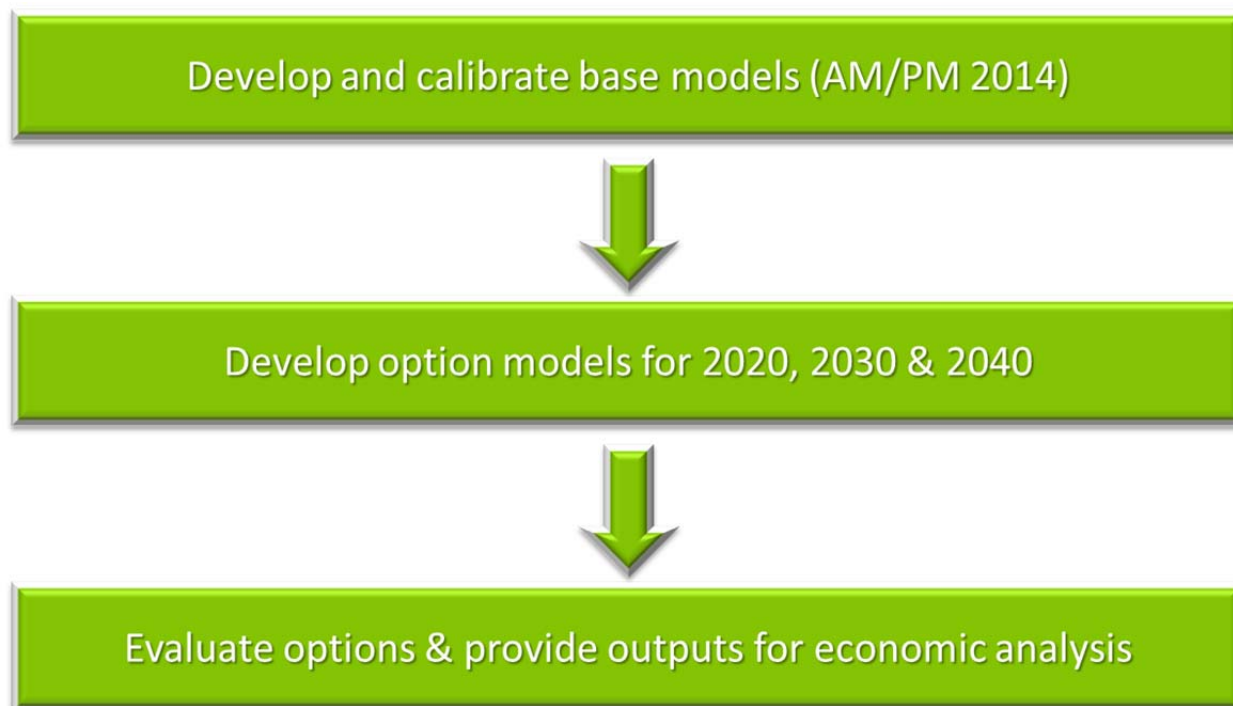 Develop and calibrate base models (AM/PM 2014)
Develop option models for 2020, 2030 & 2040
Evaluate options & provide outputs for economic analysis